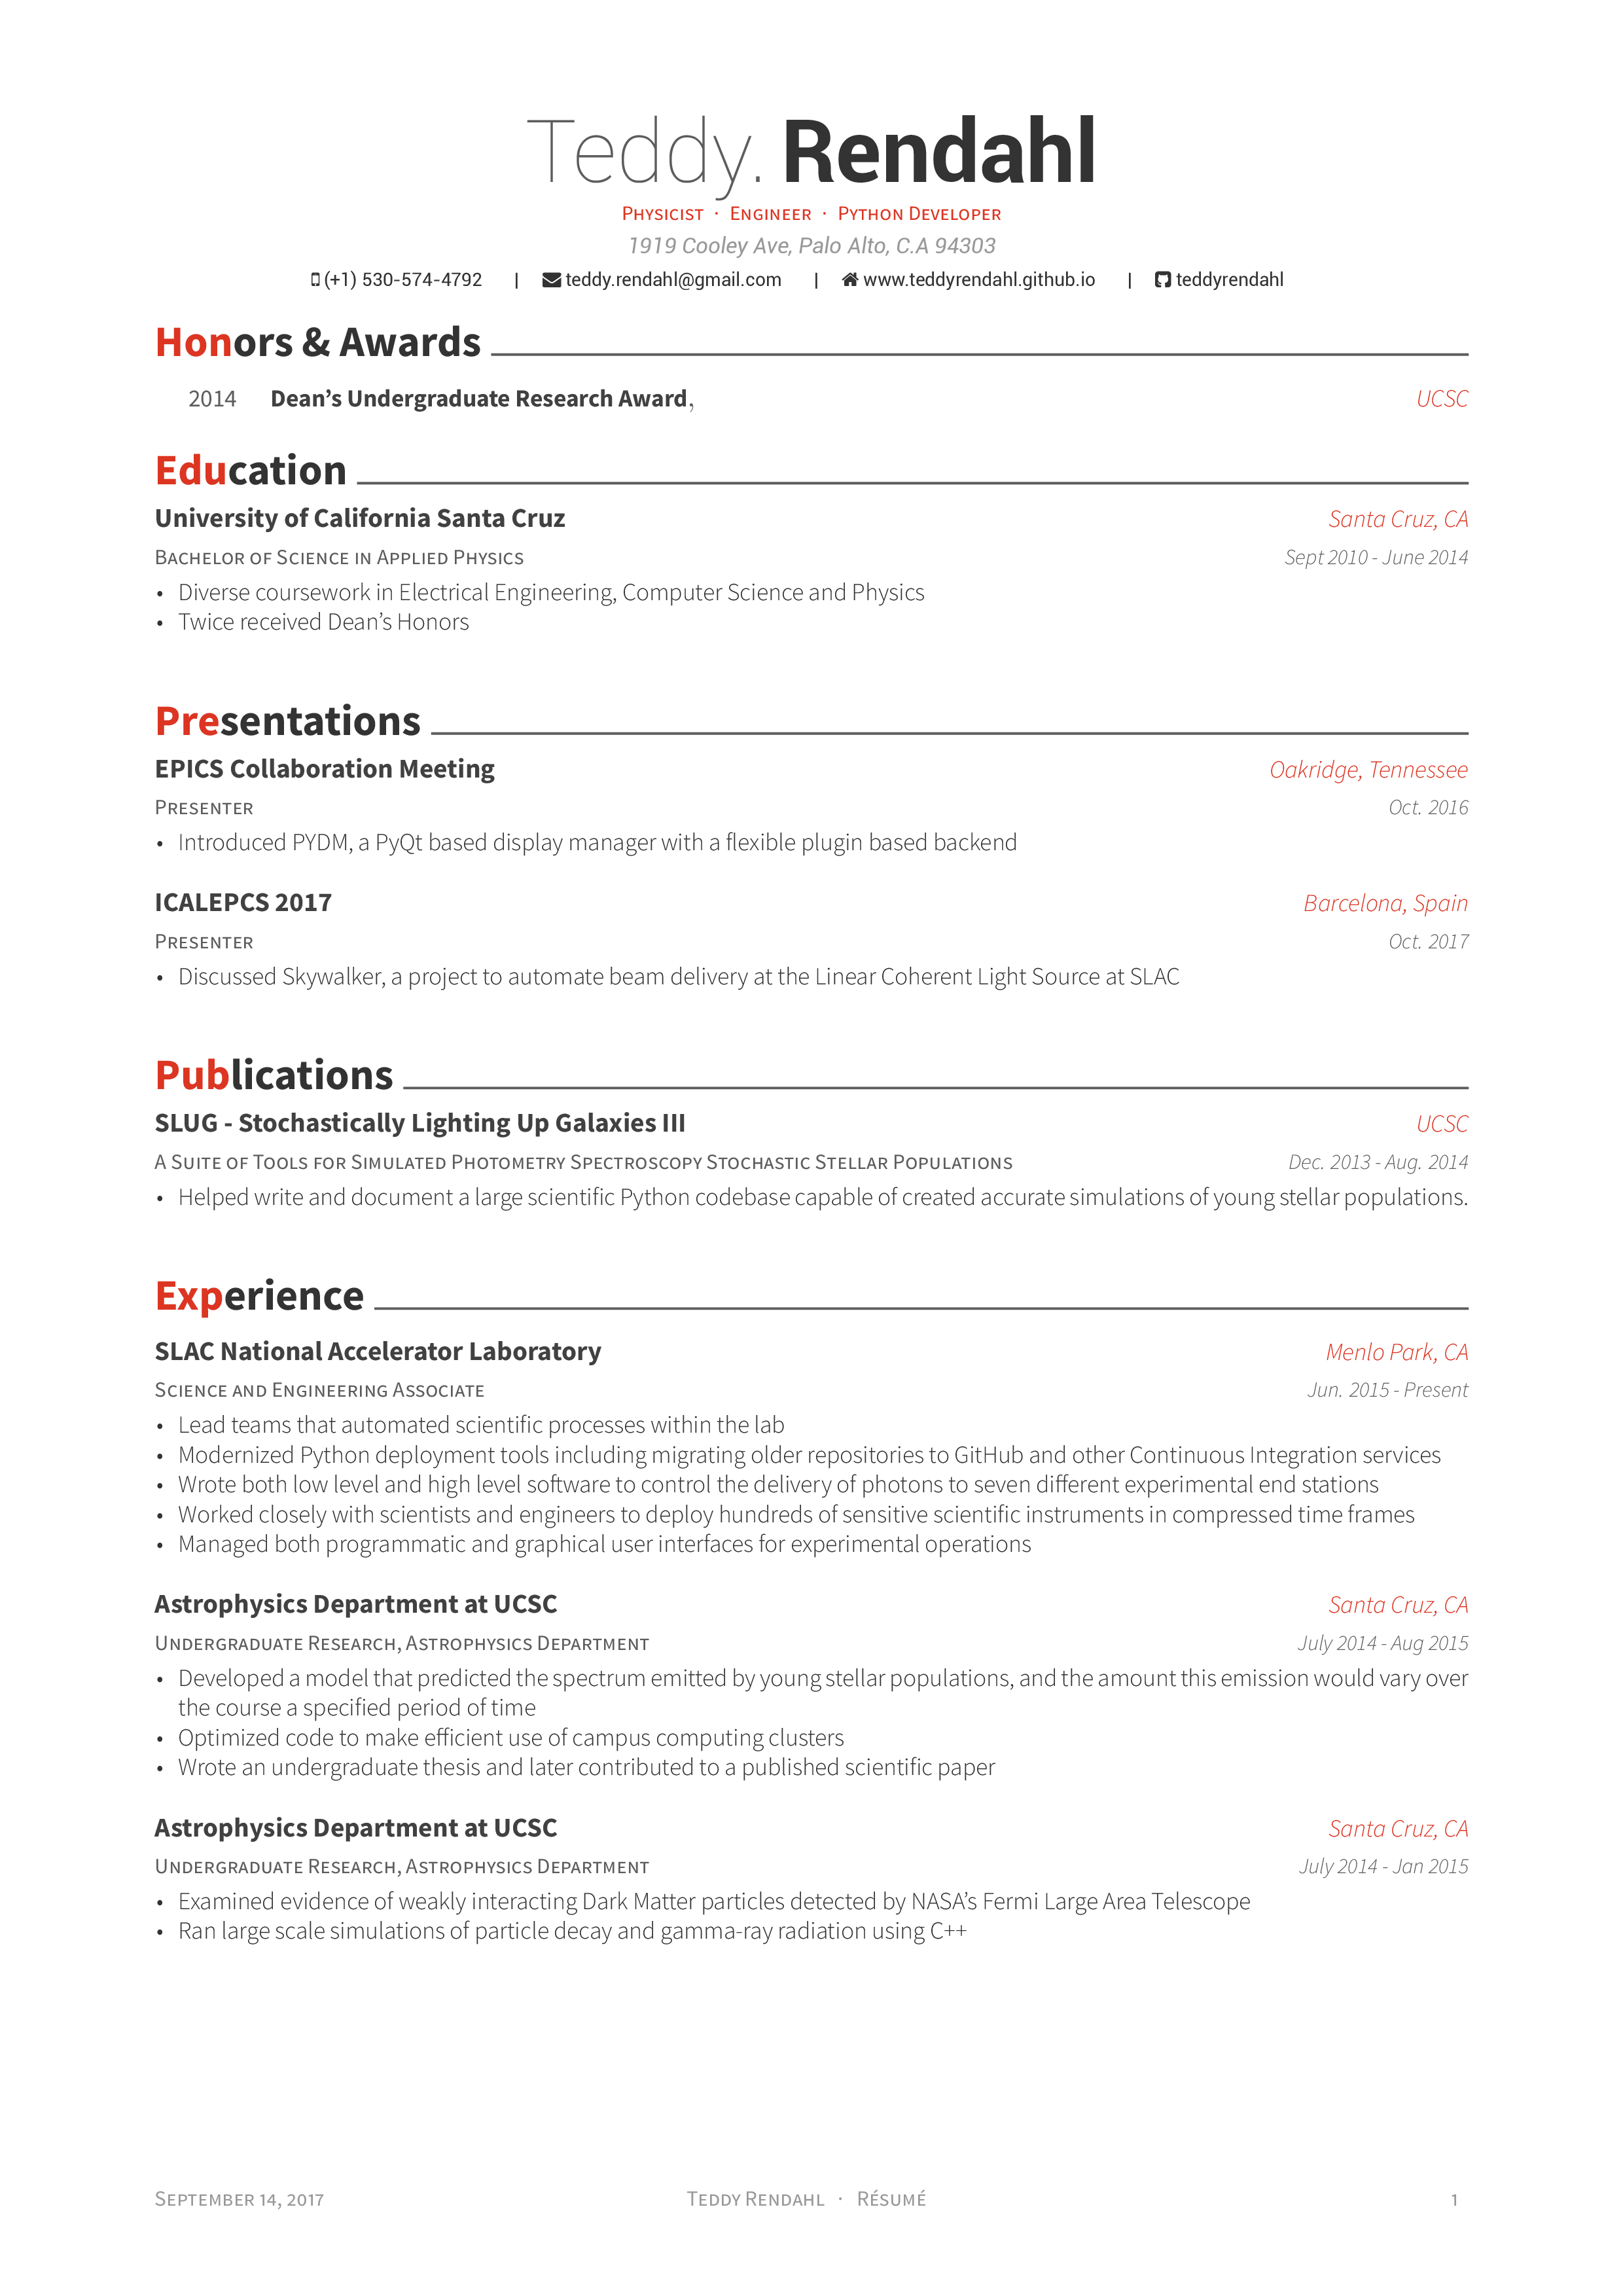 Teddy. Rendahl
Physicist · Engineer · Python Developer
1919 Cooley Ave, Palo Alto, C.A 94303
(+1) 530-574-4792 | teddy.rendahl@gmail.com | www.teddyrendahl.github.io | teddyrendahl
Honors & Awards
2014 Dean’s Undergraduate Research Award, UCSC
Education
University of California Santa Cruz Santa Cruz, CA
Bachelor of Science in Applied Physics Sept 2010 - June 2014
• Diverse coursework in Electrical Engineering, Computer Science and Physics
• Twice received Dean’s Honors
Presentations
EPICS Collaboration Meeting Oakridge, Tennessee
Presenter Oct. 2016
• Introduced PYDM, a PyQt based display manager with a flexible plugin based backend
ICALEPCS 2017 Barcelona, Spain
Presenter Oct. 2017
• Discussed Skywalker, a project to automate beam delivery at the Linear Coherent Light Source at SLAC
Publications
SLUG - Stochastically Lighting Up Galaxies III UCSC
A Suite of Tools for Simulated Photometry Spectroscopy Stochastic Stellar Populations Dec. 2013 - Aug. 2014
• Helped write and document a large scientific Python codebase capable of created accurate simulations of young stellar populations.
Experience
SLAC National Accelerator Laboratory Menlo Park, CA
Science and Engineering Associate Jun. 2015 - Present
• Lead teams that automated scientific processes within the lab
• Modernized Python deployment tools including migrating older repositories to GitHub and other Continuous Integration services
• Wrote both low level and high level software to control the delivery of photons to seven different experimental end stations
• Worked closely with scientists and engineers to deploy hundreds of sensitive scientific instruments in compressed time frames
• Managed both programmatic and graphical user interfaces for experimental operations
Astrophysics Department at UCSC Santa Cruz, CA
Undergraduate Research, Astrophysics Department July 2014 - Aug 2015
• Developed a model that predicted the spectrum emitted by young stellar populations, and the amount this emission would vary over
the course a specified period of time
• Optimized code to make efficient use of campus computing clusters
• Wrote an undergraduate thesis and later contributed to a published scientific paper
Astrophysics Department at UCSC Santa Cruz, CA
Undergraduate Research, Astrophysics Department July 2014 - Jan 2015
• Examined evidence of weakly interacting Dark Matter particles detected by NASA’s Fermi Large Area Telescope
• Ran large scale simulations of particle decay and gamma-ray radiation using C++
September 14, 2017 Teddy Rendahl · Résumé 1